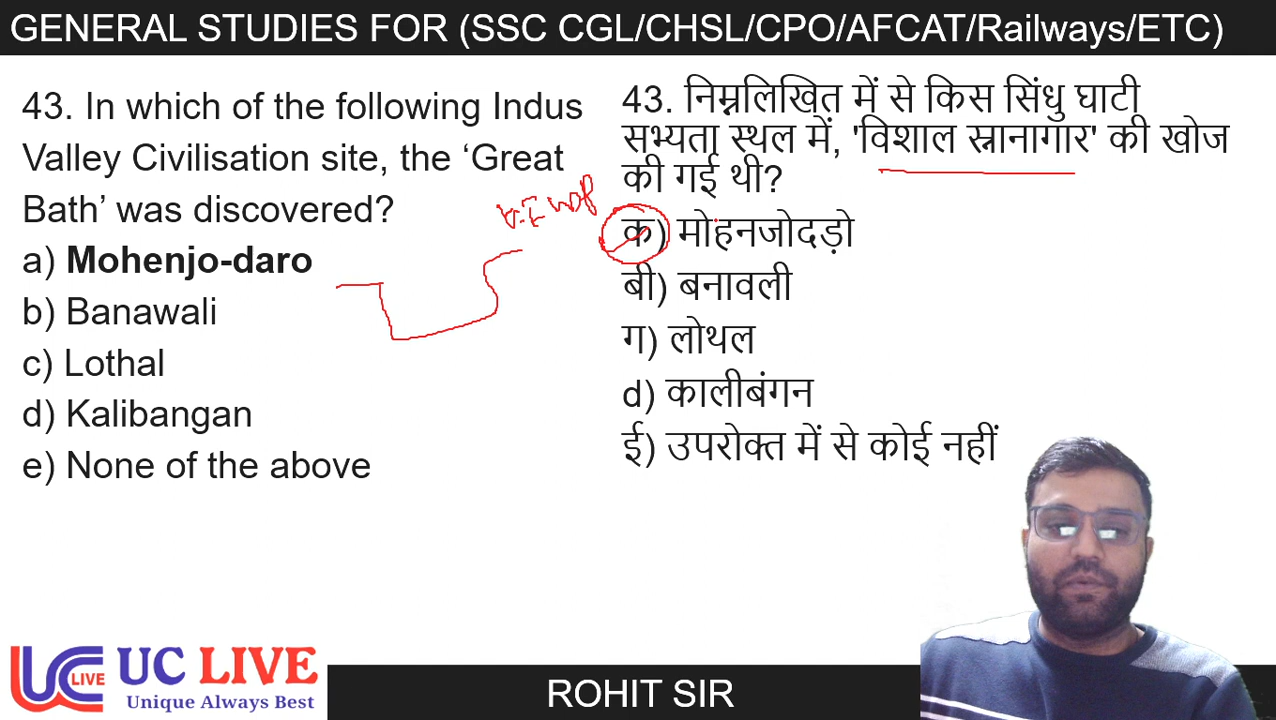 GENERAL STUDIES FOR (SSC CGL/CHSL/CPO/AFCAT/Railways/ETC)
43. In which of the following Indus
Valley Civilisation site, the ‘Great
Bath’ was discovered?
a) Mohenjo-daro
b) Banawali
c) Lothal
d) Kalibangan
e) None of the above
43. निम्नलिखित में से किस सिंधु घाटी
सभ्यता स्थल में, 'विशाल स्नानागार' की खोज
की गई थी?
क) मोहनजोदड़ो
बी) बनावली
ग) लोथल
d) कालीबंगन
ई) उपरोक्त में से कोई नहीं
LIVE
UC LIVE
Unique Always Best
ROHIT SIR